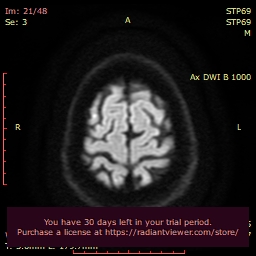 Im: 21/48
Se: 3
STP69
STP69
M
A
Ax DWI B 1000
R
L
You have 30 days left in your trial period.
Purchase a license at https://radiantviewer.com/store/